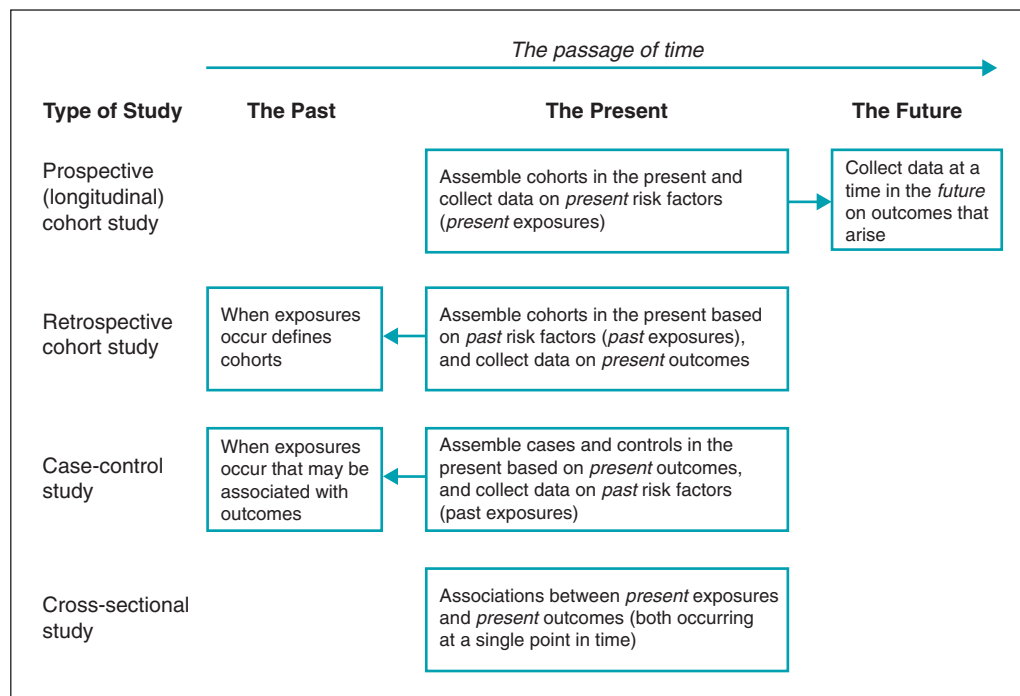 The passage of time
Type of Study
The Past
The Present
The Future
Prospective
(longitudinal)
cohort study
Assemble cohorts in the present and
collect data on present risk factors
(present exposures)
Collect data at a
time in the future
on outcomes that
arise
Retrospective
cohort study
When exposures
occur defines
cohorts
Assemble cohorts in the present based
on past risk factors (past exposures),
and collect data on present outcomes
Case-control
study
When exposures
occur that may be
associated with
outcomes
Assemble cases and controls in the
present based on present outcomes,
and collect data on past risk factors
(past exposures)
Cross-sectional
study
Associations between present exposures
and present outcomes (both occurring
at a single point in time)